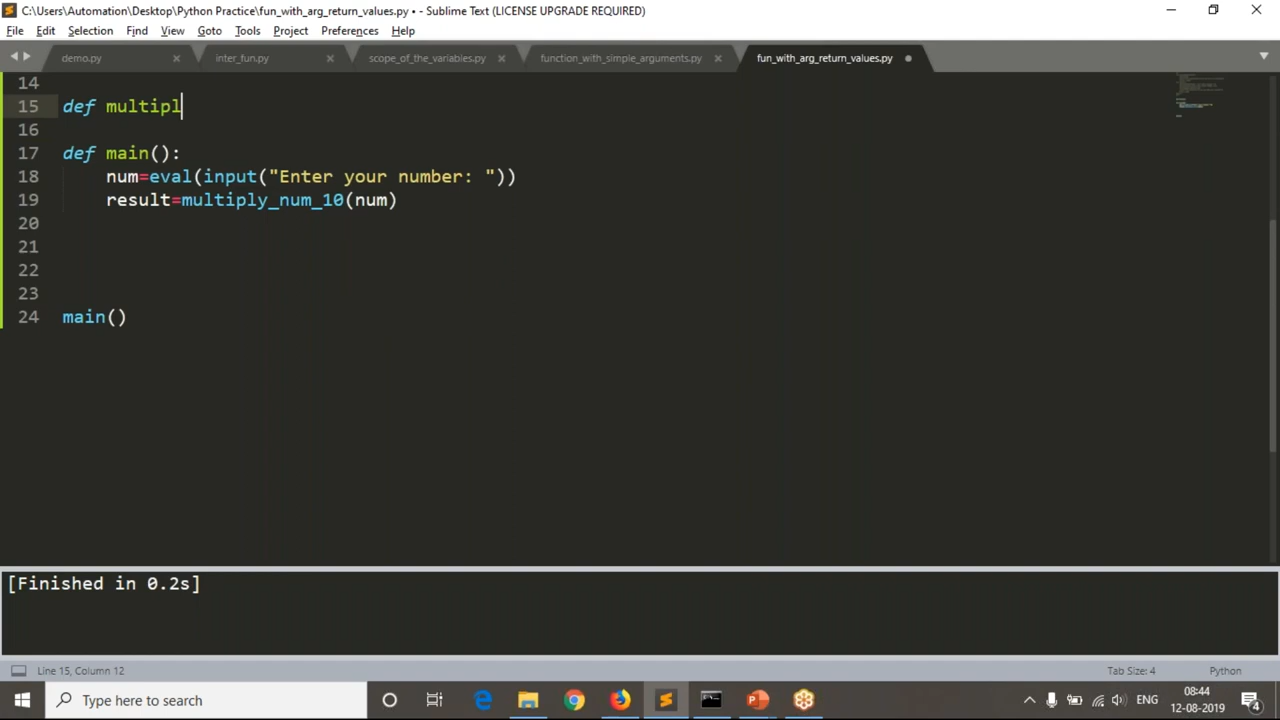 C:\Users\Automation\Desktop\Python Practice\fun_with_arg_return_values.py • - Sublime Text (LICENSE UPGRADE REQUIRED)
File Edit Selection Find View Goto Tools Project Preferences Help
demo.py inter_fun.py scope_of_the_variables.py function_with_simple_arguments.py fun_with_arg_return_values.py
14
15 def multipl
16
17 def main():
18 num=eval(input("Enter your number: "))
19 result=multiply_num_10(num)
20
21
22
23
24 main()
[Finished in 0.2s]
Line 15, Column 12 Tab Size: 4 Python
Type here to search ENG 08:44
12-08-2019 4